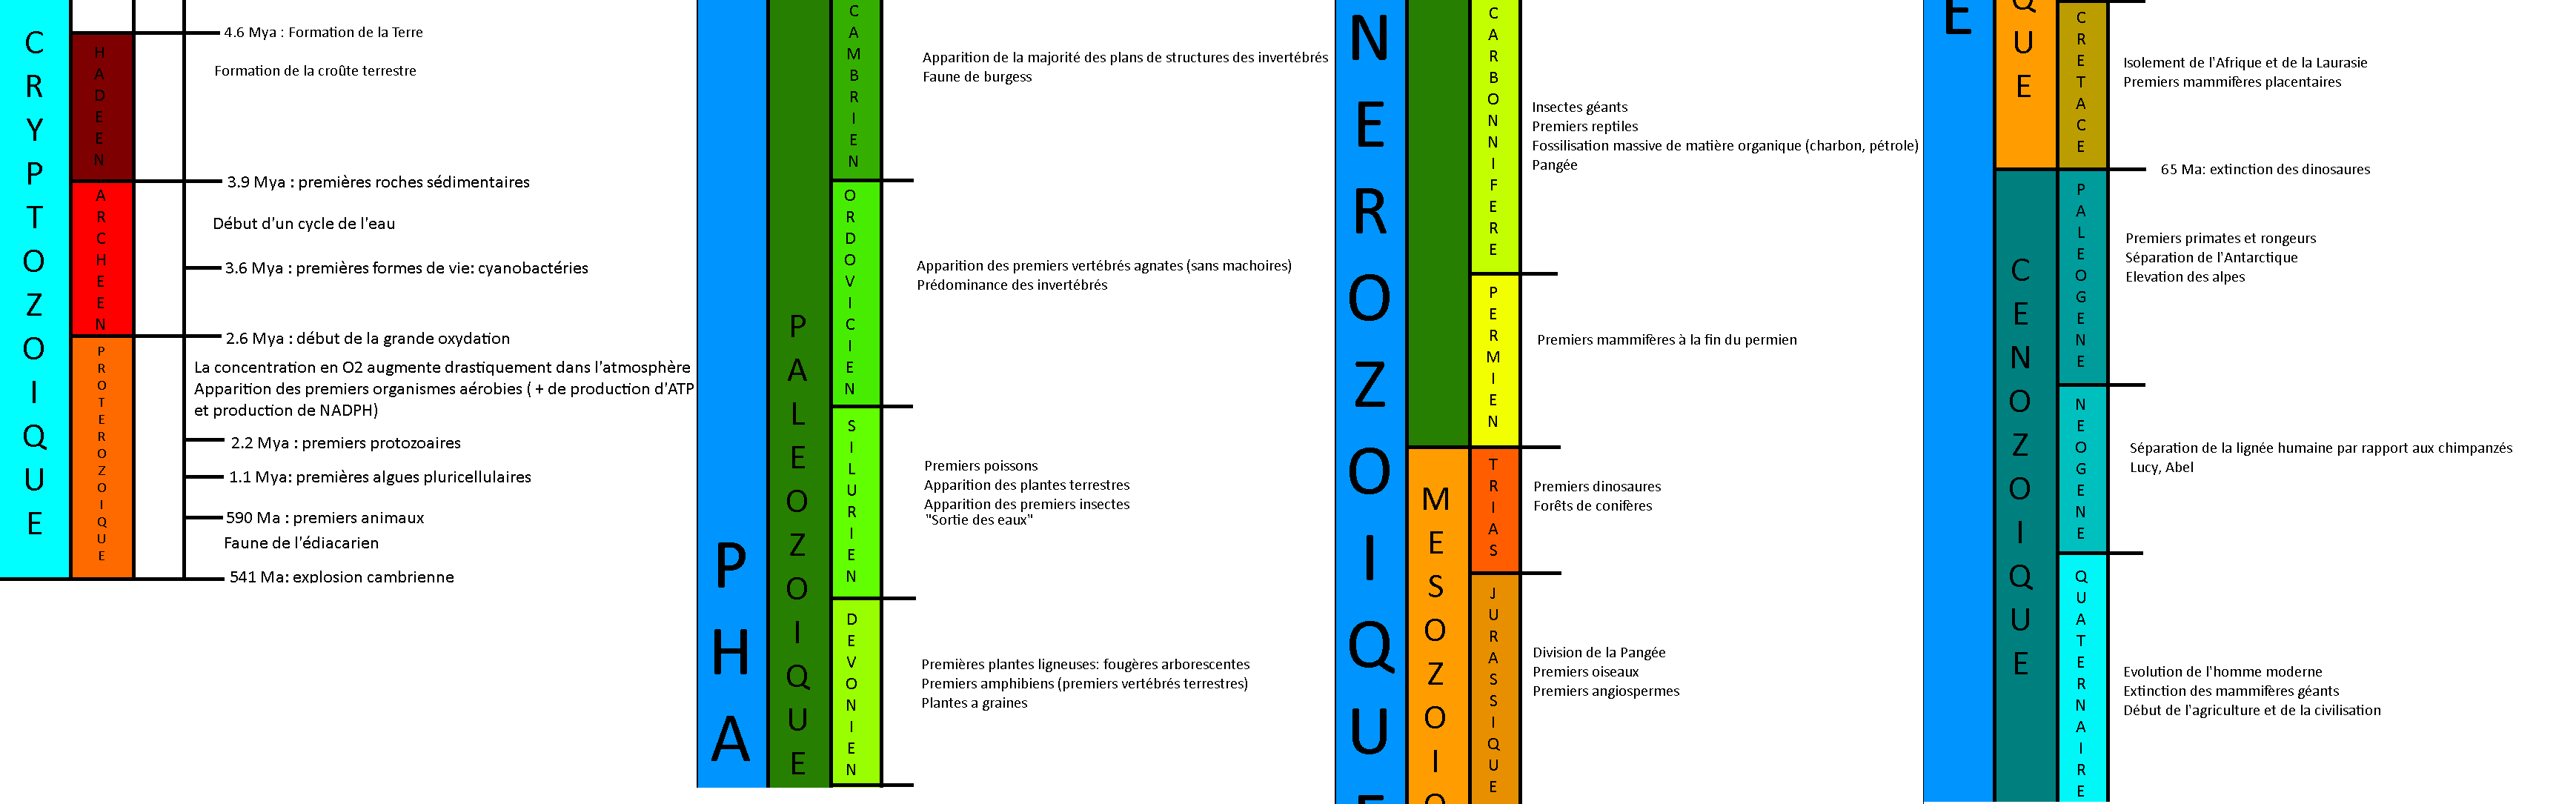 CRYPTOZOIQUE
HADEEN
4.6 Mya : Formation de la Terre
Formation de la croûte terrestre
ARCHEEN
3.9 Mya : premières roches sédimentaires
Début d'un cycle de l'eau
3.6 Mya : premières formes de vie: cyanobactéries
PROTEROZOIQUE
2.6 Mya : début de la grande oxydation
La concentration en O2 augmente drastiquement dans l'atmosphère
Apparition des premiers organismes aérobies ( + de production d'ATP
et production de NADPH)
2.2 Mya : premiers protozoaires
1.1 Mya: premières algues pluricellulaires
590 Ma : premiers animaux
Faune de l'édiacarien
541 Ma: explosion cambrienne
PHA
PALEOZOIQUE
CAMBRIEN
Apparition de la majorité des plans de structures des invertébrés
Faune de burgess
ORDOVICIEN
Apparition des premiers vertébrés agnates (sans machoires)
Prédominance des invertébrés
SILURIEN
Premiers poissons
Apparition des plantes terrestres
Apparition des premiers insectes
"Sortie des eaux"
DEVONIEN
Premières plantes ligneuses: fougères arborescentes
Premiers amphibiens (premiers vertébrés terrestres)
Plantes a graines
NEROZOIQUE
CARBONNIFERE
Insectes géants
Premiers reptiles
Fossilisation massive de matière organique (charbon, pétrole)
Pangée
PERMIEN
Premiers mammifères à la fin du permien
MESOZOIO
TRIAS
Premiers dinosaures
Forêts de conifères
JURASSIQUE
Division de la Pangée
Premiers oiseaux
Premiers angiospermes
E
QUE
CRETACE
Isolement de l'Afrique et de la Laurasie
Premiers mammifères placentaires
65 Ma: extinction des dinosaures
CENOZOIQUE
PALEOGENE
Premiers primates et rongeurs
Séparation de l'Antarctique
Elevation des alpes
NEOGENE
Séparation de la lignée humaine par rapport aux chimpanzés
Lucy, Abel
QUATERNAIRE
Evolution de l'homme moderne
Extinction des mammifères géants
Début de l'agriculture et de la civilisation